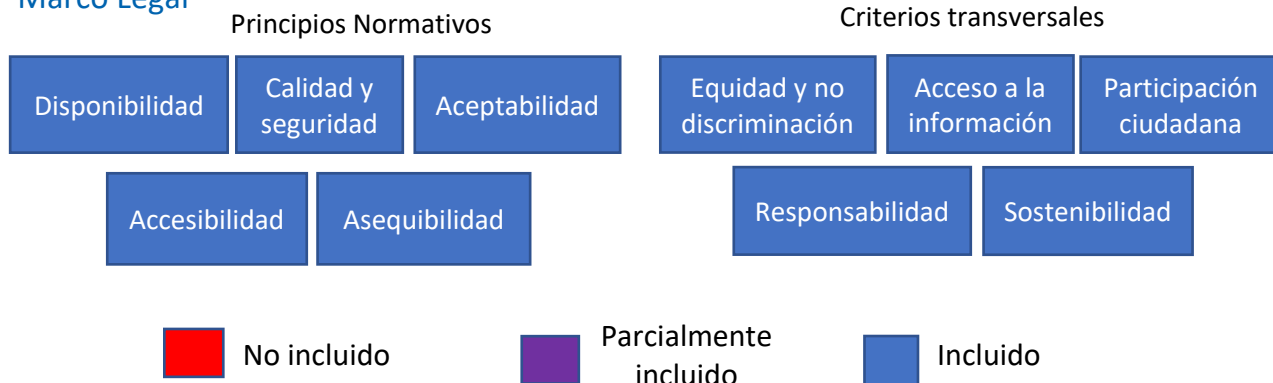 Marco Legal
Principios Normativos
Disponibilidad
Calidad y
seguridad
Aceptabilidad
Accesibilidad
Asequibilidad
Criterios transversales
Equidad y no
discriminación
Acceso a la
información
Participación
ciudadana
Responsabilidad
Sostenibilidad
No incluido
Parcialmente
incluido
Incluido